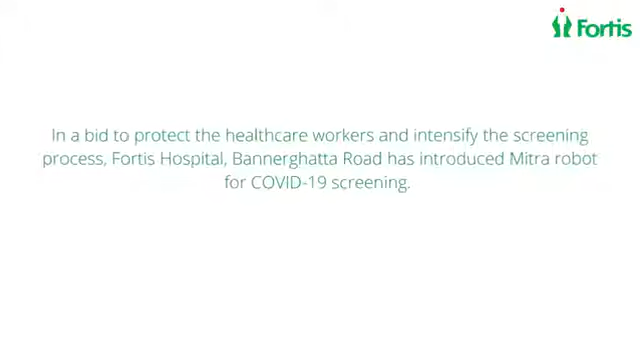 Fortis
In a bid to protect the healthcare workers and intensify the screening
process, Fortis Hospital, Bannerghatta Road has introduced Mitra robot
for COVID-19 screening.